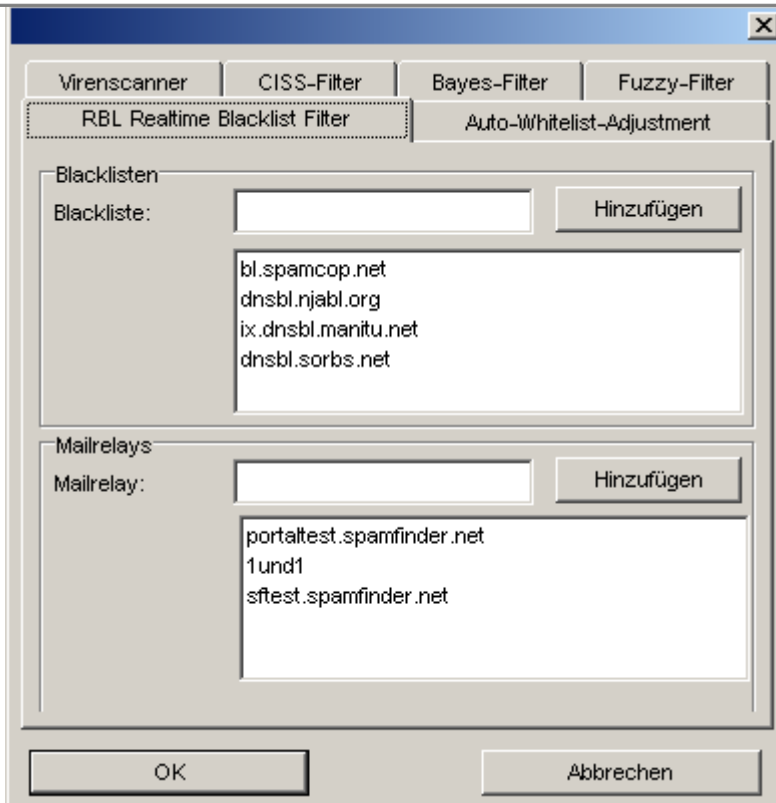 Virenscanner CISS-Filter Bayes-Filter Fuzzy-Filter
RBL Realtime Blacklist Filter Auto-Whitelist-Adjustment
Blacklisten
Blackliste: Hinzufügen
bl.spamcop.net
dnsbl.njabl.org
ix.dnsbl.manitu.net
dnsbl.sorbs.net
Mailrelays
Mailrelay: Hinzufügen
portaltest.spamfinder.net
1und1
sftest.spamfinder.net
OK Abbrechen